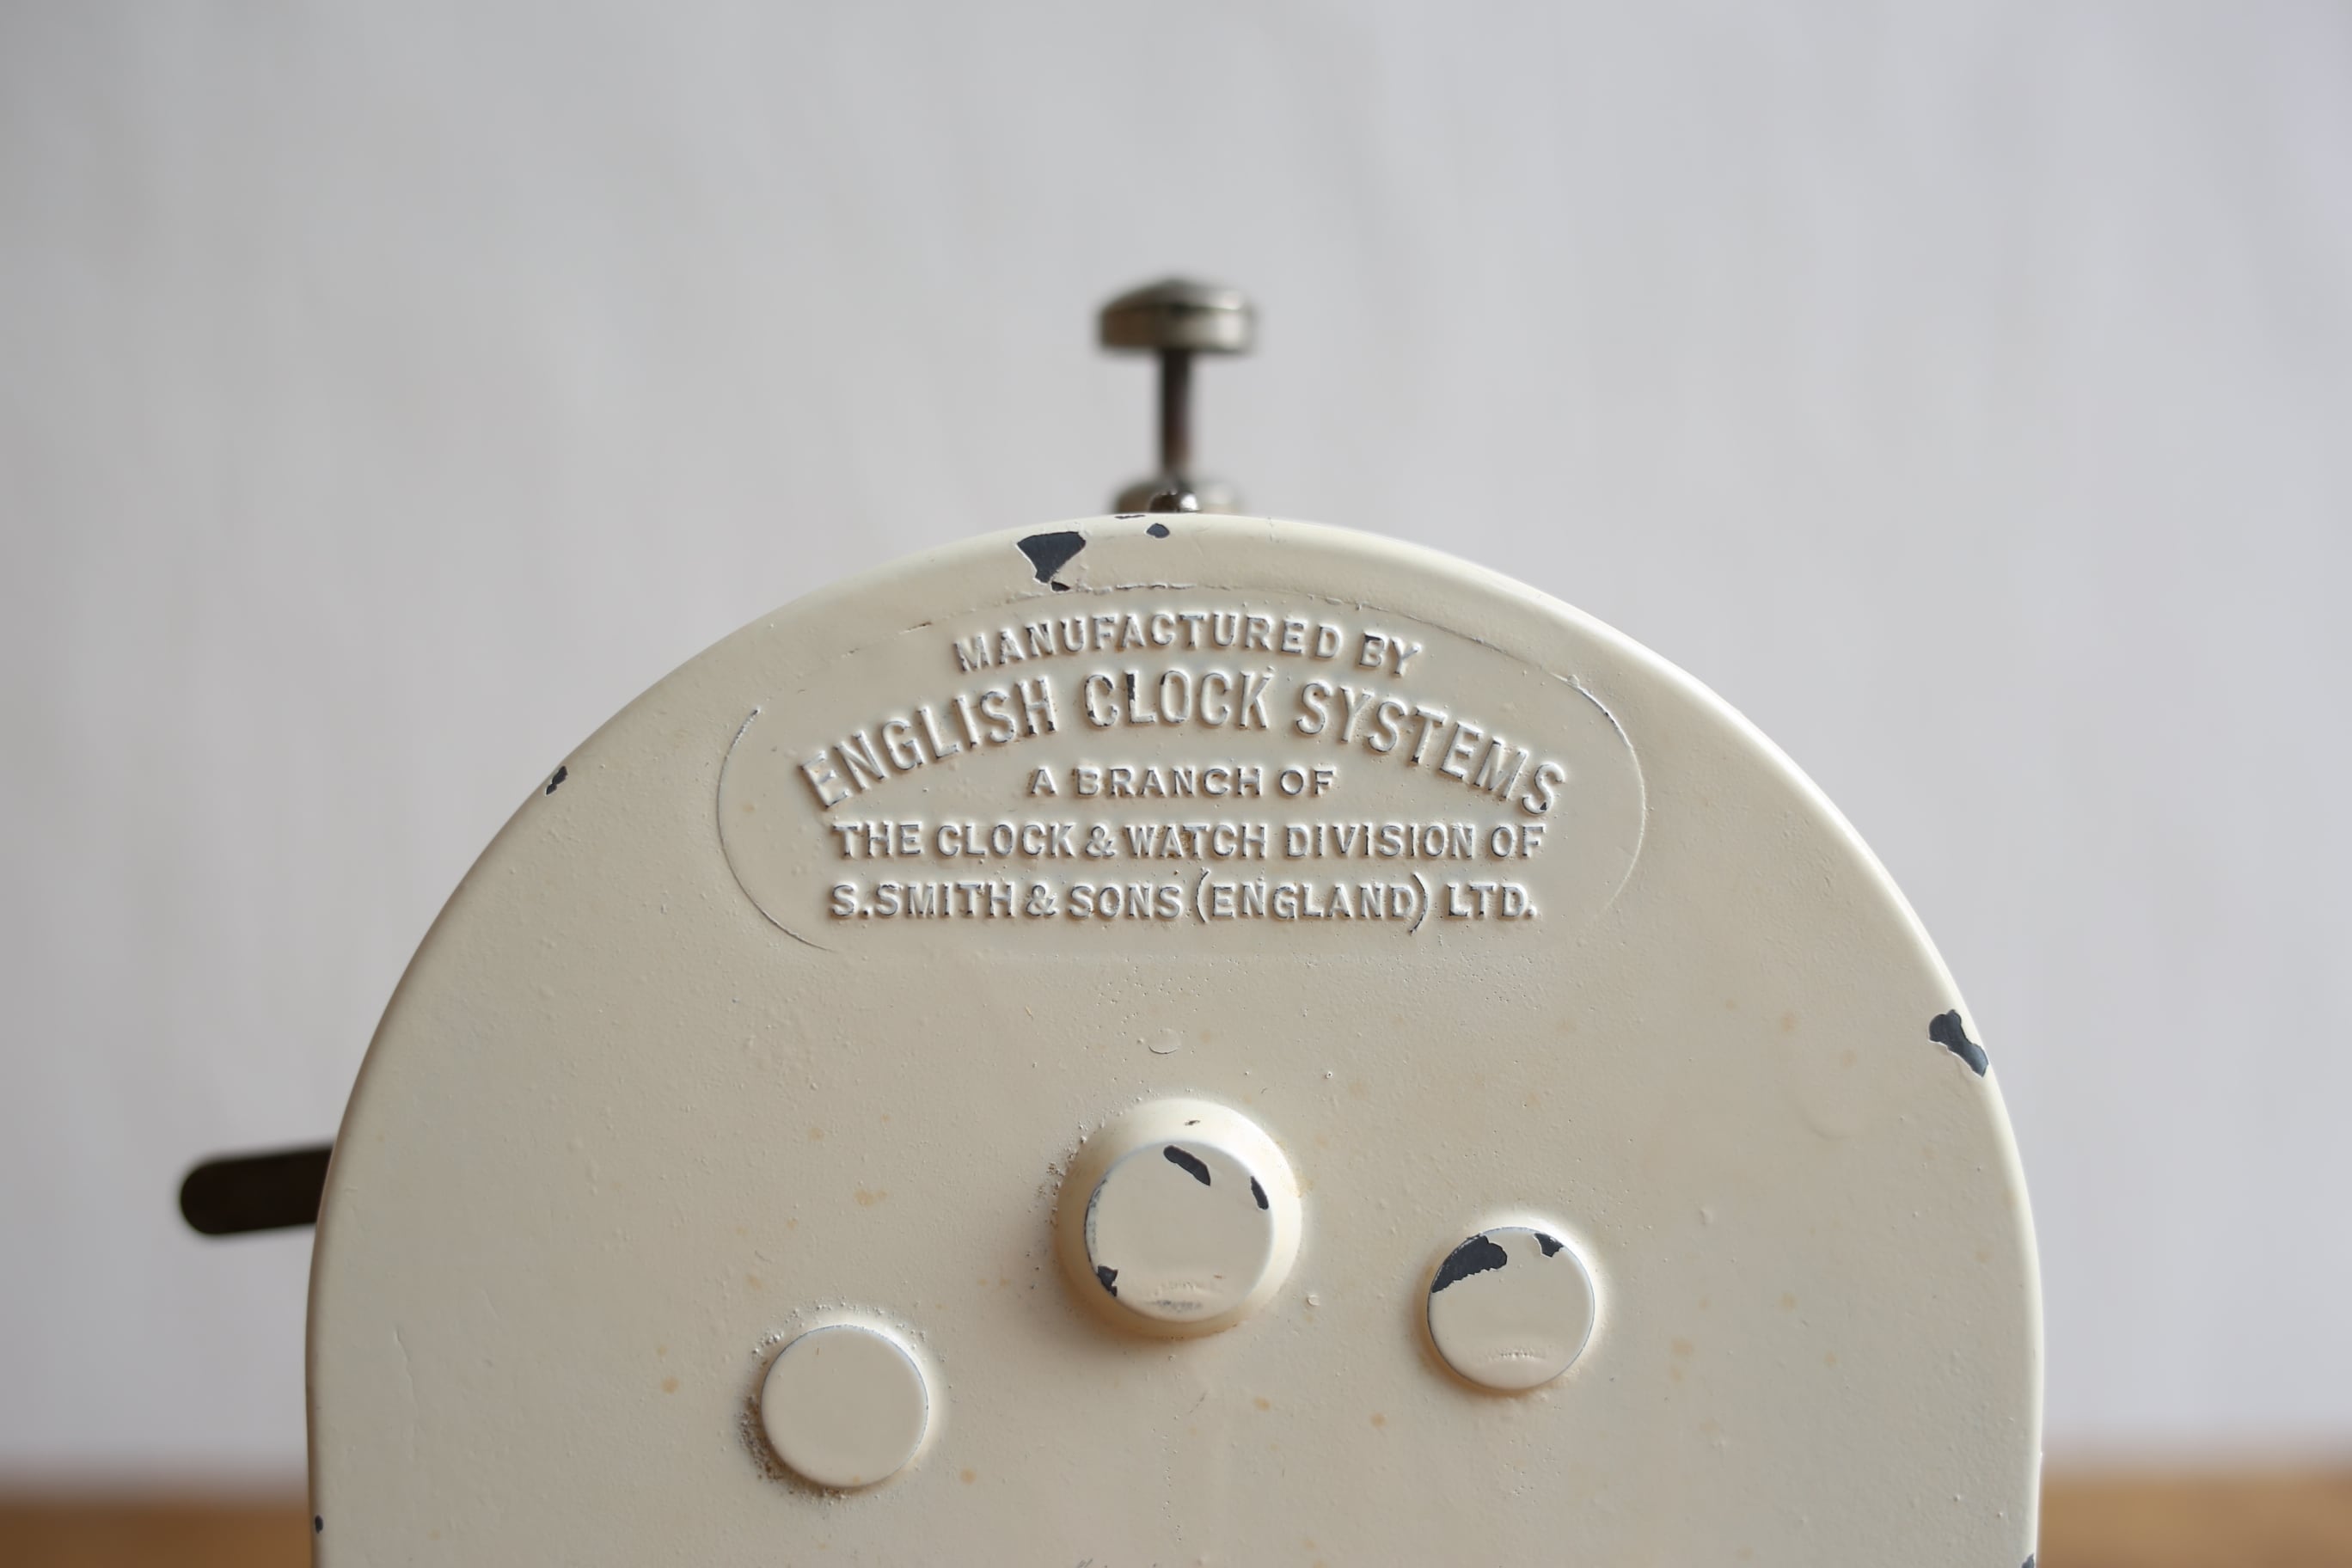 MANUFACTURED BY
ENGLISH CLOCK SYSTEMS
A BRANCH OF
THE CLOCK & WATCH DIVISION OF
S. SMITH & SONS (ENGLAND) LTD.